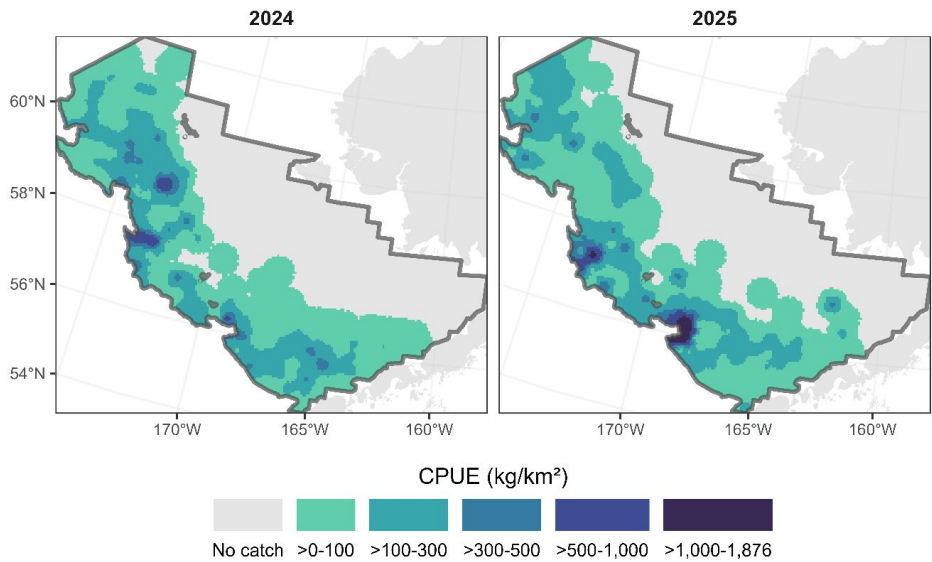 2024
2025
60°N
58°N
56°N
54°N
170°W 165°W 160°W
170°W 165°W 160°W
CPUE (kg/km²)
No catch >0-100 >100-300 >300-500 >500-1,000 >1,000-1,876